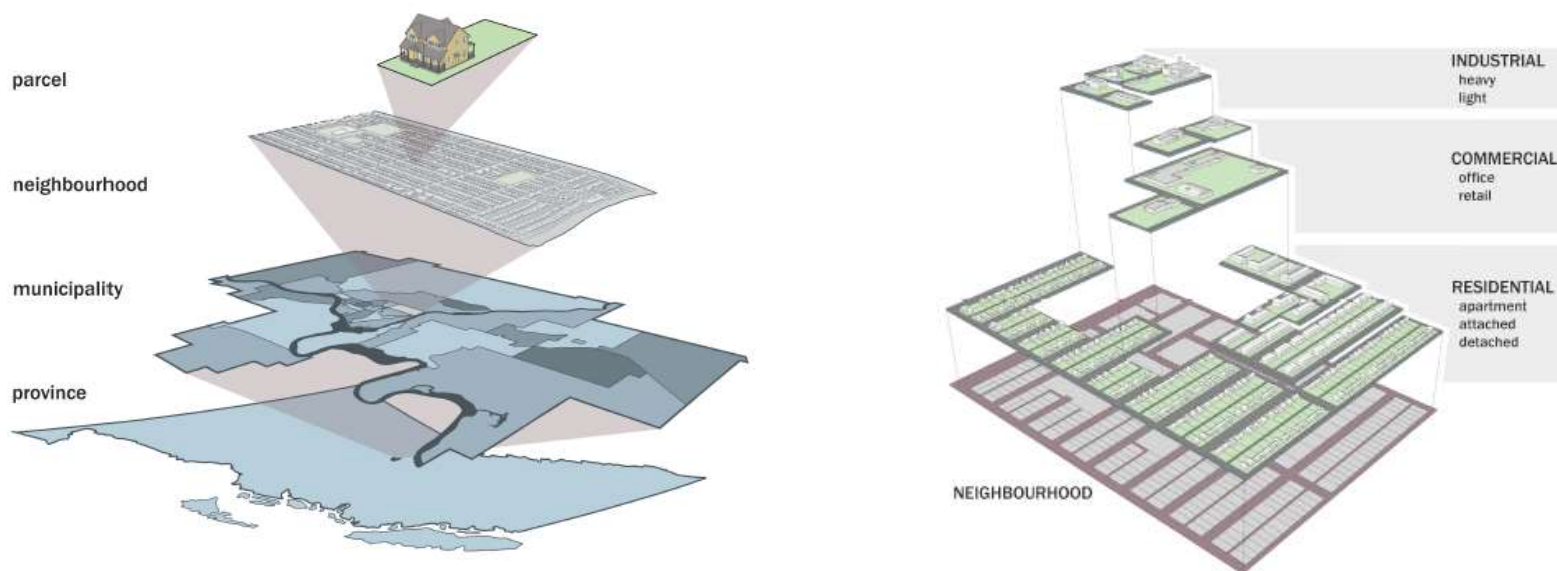 parcel
neighbourhood
municipality
province
INDUSTRIAL
heavy
light
COMMERCIAL
office
retail
RESIDENTIAL
apartment
attached
detached
NEIGHBOURHOOD